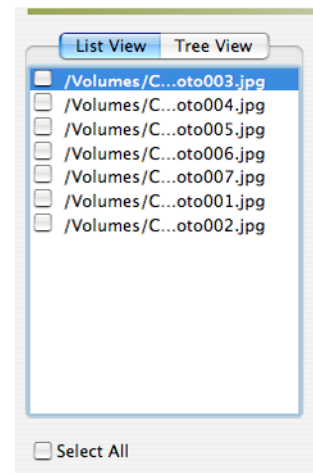 List View Tree View
/Volumes/C...oto003.jpg
/Volumes/C...oto004.jpg
/Volumes/C...oto005.jpg
/Volumes/C...oto006.jpg
/Volumes/C...oto007.jpg
/Volumes/C...oto001.jpg
/Volumes/C...oto002.jpg
Select All